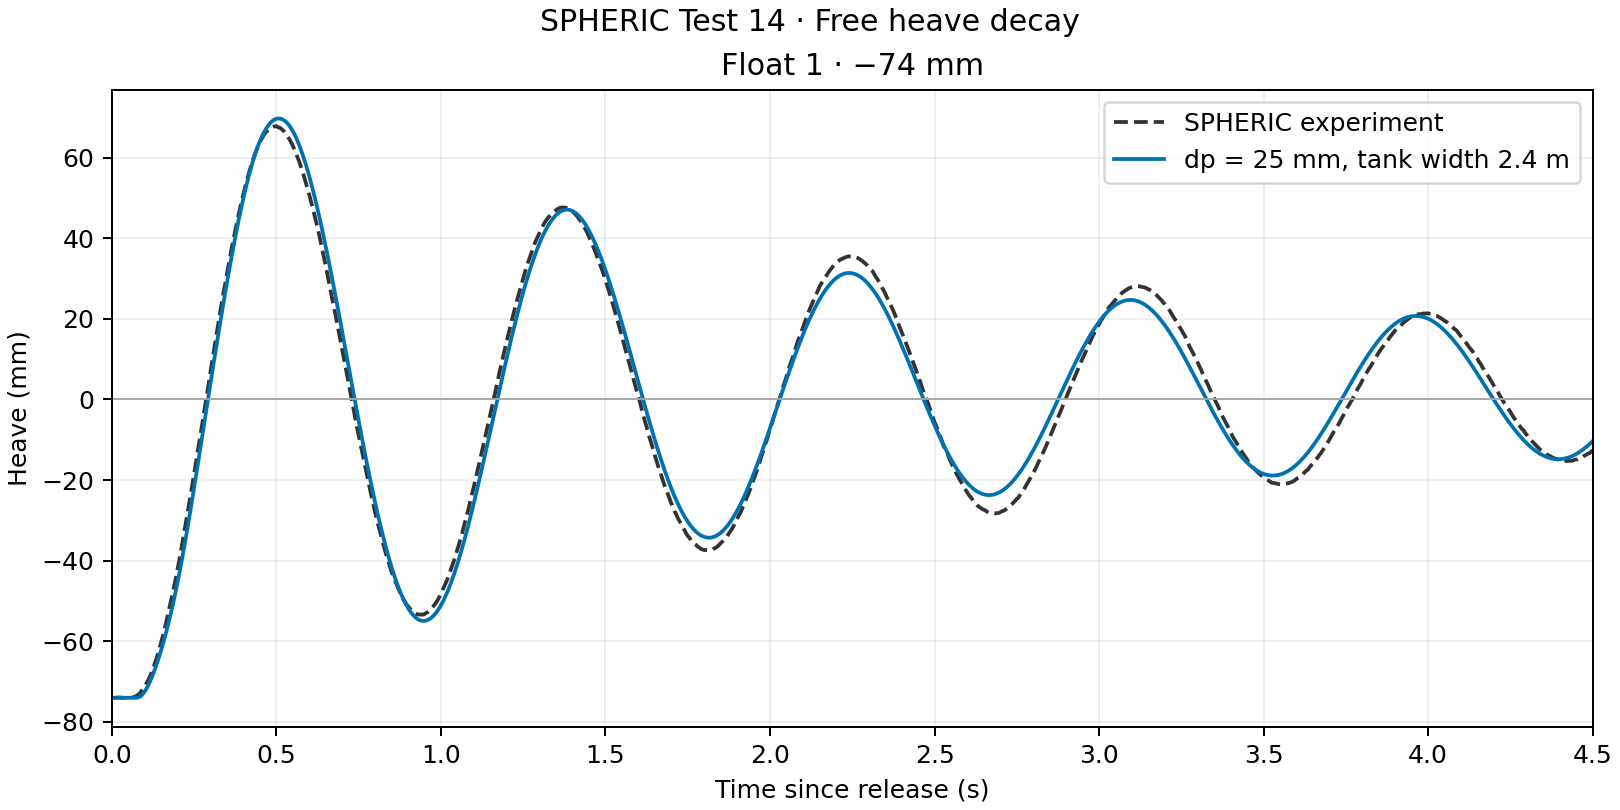 SPHERIC Test 14 · Free heave decay
Float 1 · −74 mm
SPHERIC experiment
dp = 25 mm, tank width 2.4 m
Heave (mm)
60
40
20
0
−20
−40
−60
−80
0.0 0.5 1.0 1.5 2.0 2.5 3.0 3.5 4.0 4.5
Time since release (s)